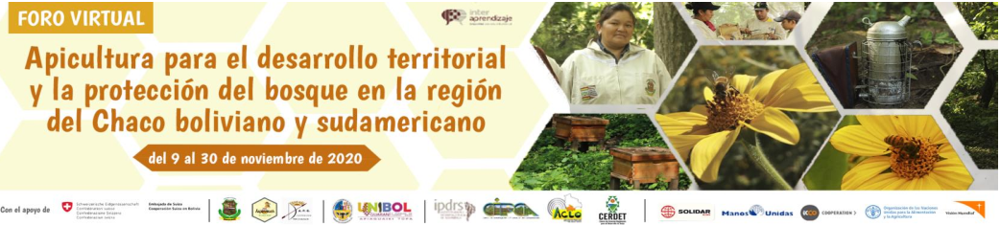 FORO VIRTUAL
inter
aprendizaje
Apicultura para el desarrollo territorial
y la protección del bosque en la región
del Chaco boliviano y sudamericano
del 9 al 30 de noviembre de 2020
Con el apoyo de
Schweizerische Eidgenossenschaft
Confédération suisse
Confederazione Svizzera
Confederaziun svizra
Embajada de Suiza
Cooperación Suiza en Bolivia
UNIBOL
ipdrs
CIPCA
ACLO
CERDET
SOLIDAR
Manos Unidas
ICCO COOPERATION
Organización de las Naciones
Unidas para la Alimentación
y la Agricultura
Visión Mundial